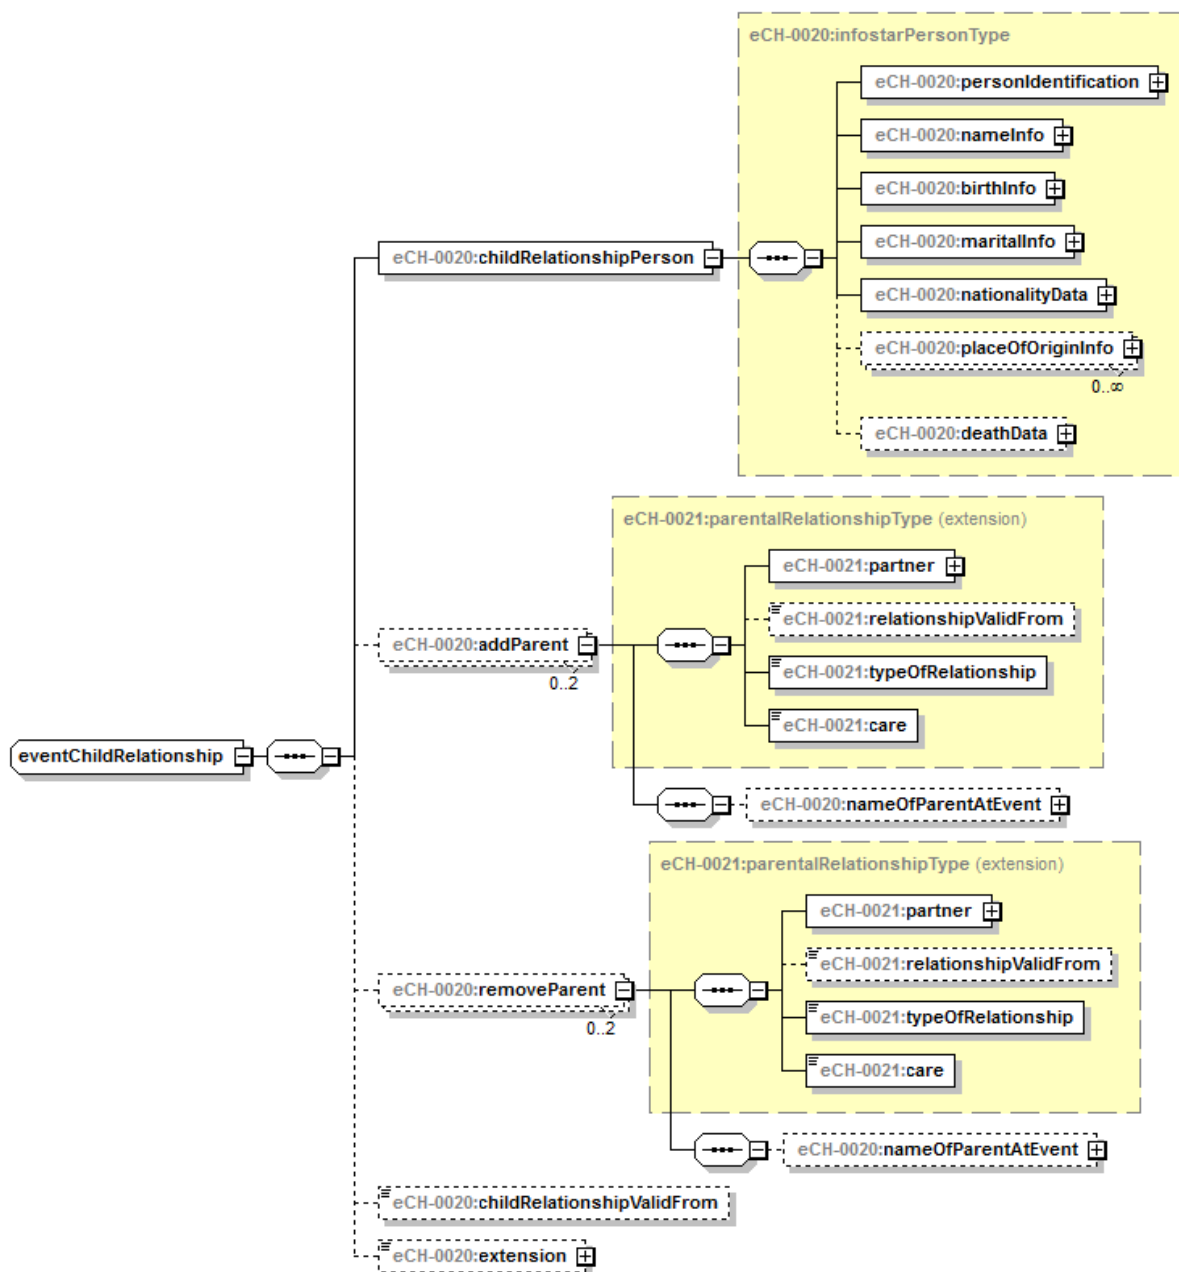 eCH-0020:infostarPersonType
eCH-0020:personIdentification
eCH-0020:nameInfo
eCH-0020:birthInfo
eCH-0020:maritalInfo
eCH-0020:childRelationshipPerson
eCH-0020:nationalityData
eCH-0020:placeOfOriginInfo
0..∞
eCH-0020:deathData
eCH-0021:parentalRelationshipType (extension)
eCH-0021:partner
eCH-0021:relationshipValidFrom
eCH-0020:addParent
0..2
eCH-0021:typeOfRelationship
eCH-0021:care
eventChildRelationship
eCH-0020:nameOfParentAtEvent
eCH-0021:parentalRelationshipType (extension)
eCH-0021:partner
eCH-0021:relationshipValidFrom
eCH-0020:removeParent
0..2
eCH-0021:typeOfRelationship
eCH-0021:care
eCH-0020:nameOfParentAtEvent
eCH-0020:childRelationshipValidFrom
eCH-0020:extension